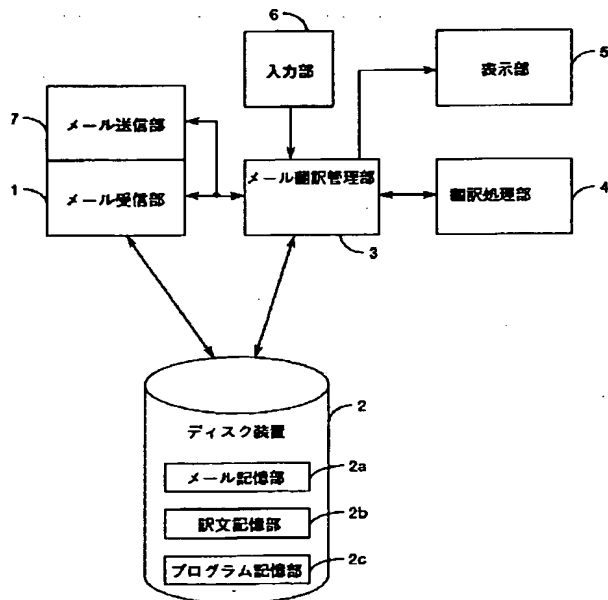 6
入力部
5
表示部
7
メール送信部
1
メール受信部
メール翻訳管理部
3
翻訳処理部
4
2
ディスク装置
メール記憶部
2a
訳文記憶部
2b
プログラム記憶部
2c